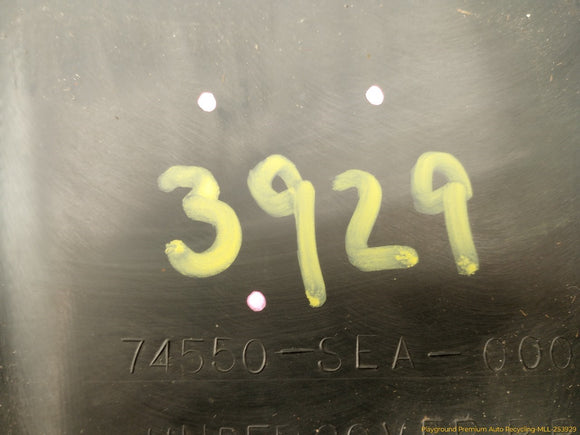 3929
74550-SEA-000
Playground Premium Auto Recycling-MLL-253929